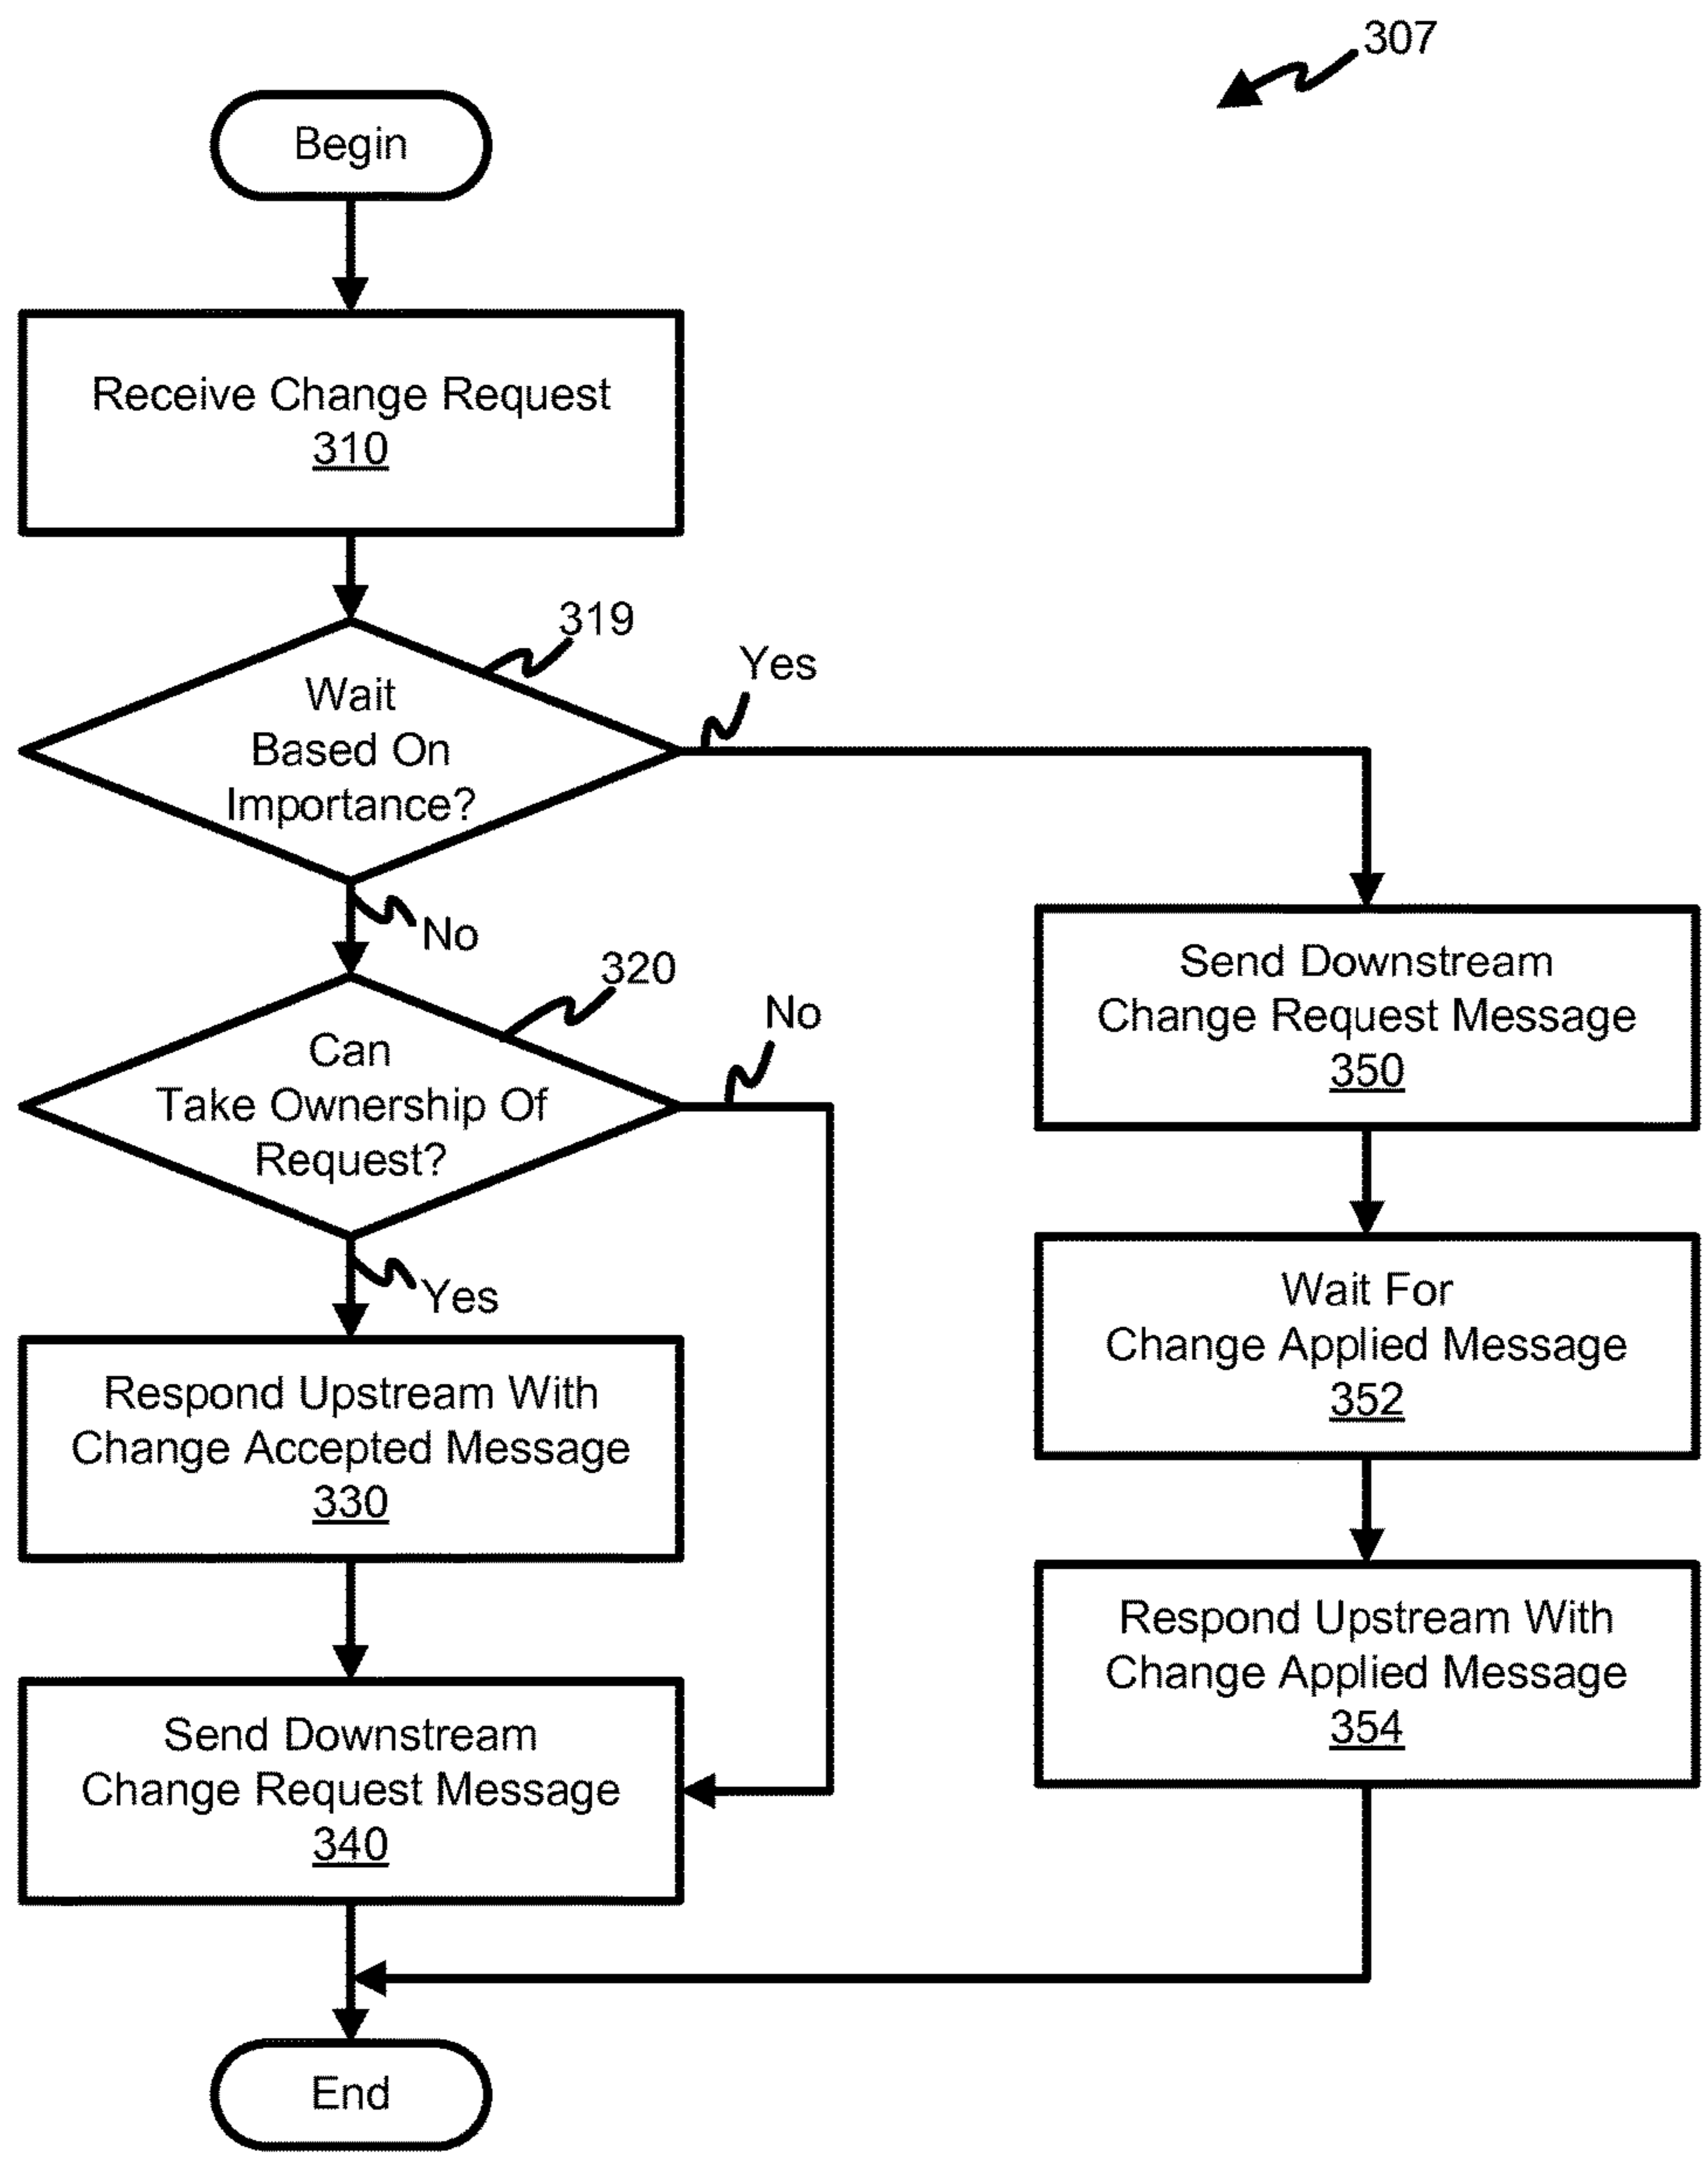 307
Begin
Receive Change Request
310
319
Wait
Based On
Importance?
Yes
No
320
Can
Take Ownership Of
Request?
No
Yes
Respond Upstream With
Change Accepted Message
330
Send Downstream
Change Request Message
340
Send Downstream
Change Request Message
350
Wait For
Change Applied Message
352
Respond Upstream With
Change Applied Message
354
End